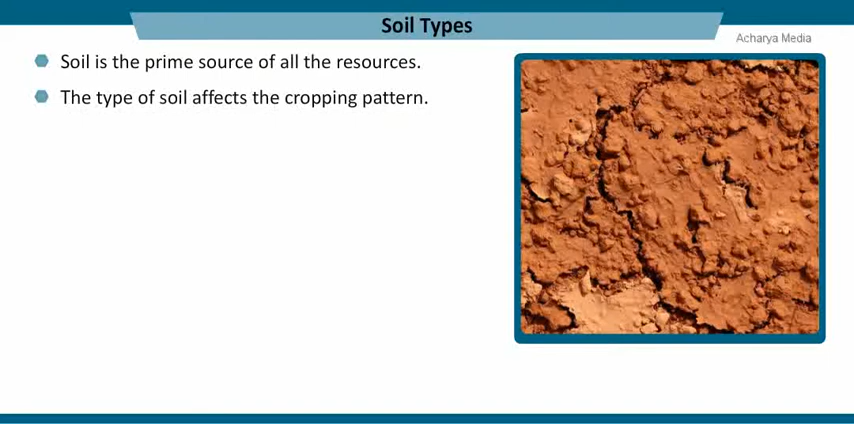 Soil Types
Acharya Media
Soil is the prime source of all the resources.
The type of soil affects the cropping pattern.